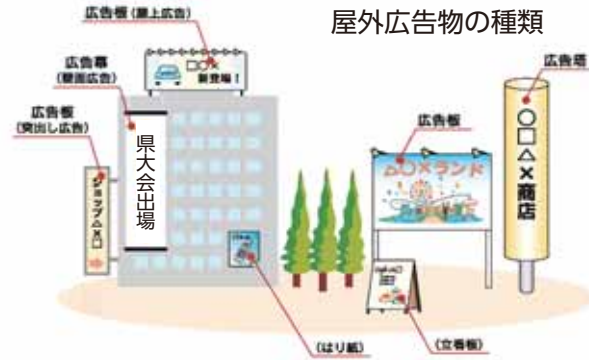 屋外広告物の種類
広告板(屋上広告)
□○×
新登場！
広告幕
(壁面広告)
県大会出場
広告板
(突出し広告)
ショップ△×□
広告板
△○×ランド
広告塔
○□△×商店
(はり紙)
(立看板)